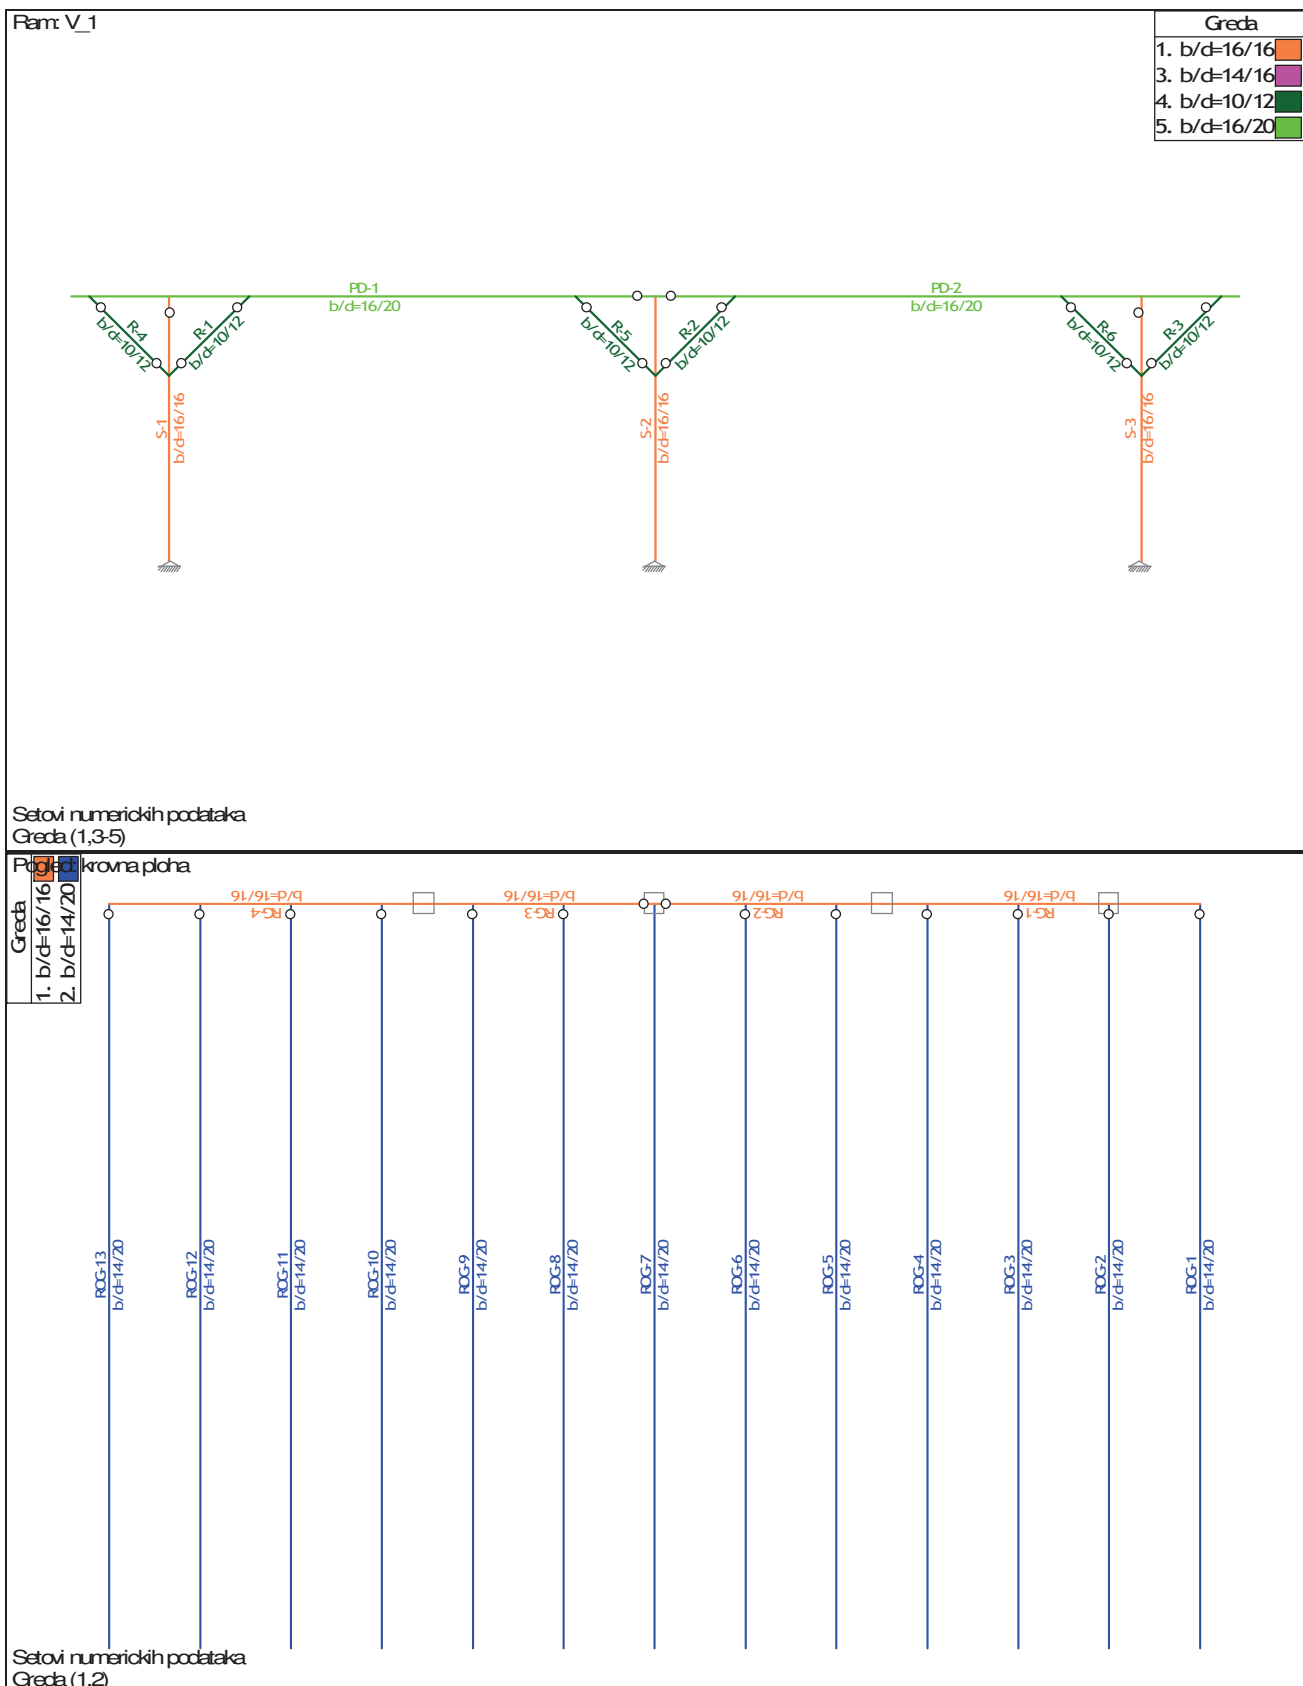 Ram: V_1
Greda
1. b/d=16/16
3. b/d=14/16
4. b/d=10/12
5. b/d=16/20
PD-1
b/d=16/20
PD-2
b/d=16/20
R-4
b/d=10/12
R-1
b/d=10/12
R-5
b/d=10/12
R-2
b/d=10/12
R-6
b/d=10/12
R-3
b/d=10/12
S-1
b/d=16/16
S-2
b/d=16/16
S-3
b/d=16/16
Setovi numerickih podataka
Greda (1,3-5)
Pogled: krovna ploha
Greda
1. b/d=16/16
2. b/d=14/20
b/d=16/16
RG-4
b/d=16/16
RG-3
b/d=16/16
RG-2
b/d=16/16
RG-1
ROG-13
b/d=14/20
ROG-12
b/d=14/20
ROG-11
b/d=14/20
ROG-10
b/d=14/20
ROG-9
b/d=14/20
ROG-8
b/d=14/20
ROG-7
b/d=14/20
ROG-6
b/d=14/20
ROG-5
b/d=14/20
ROG-4
b/d=14/20
ROG-3
b/d=14/20
ROG-2
b/d=14/20
ROG-1
b/d=14/20
Setovi numerickih podataka
Greda (1,2)